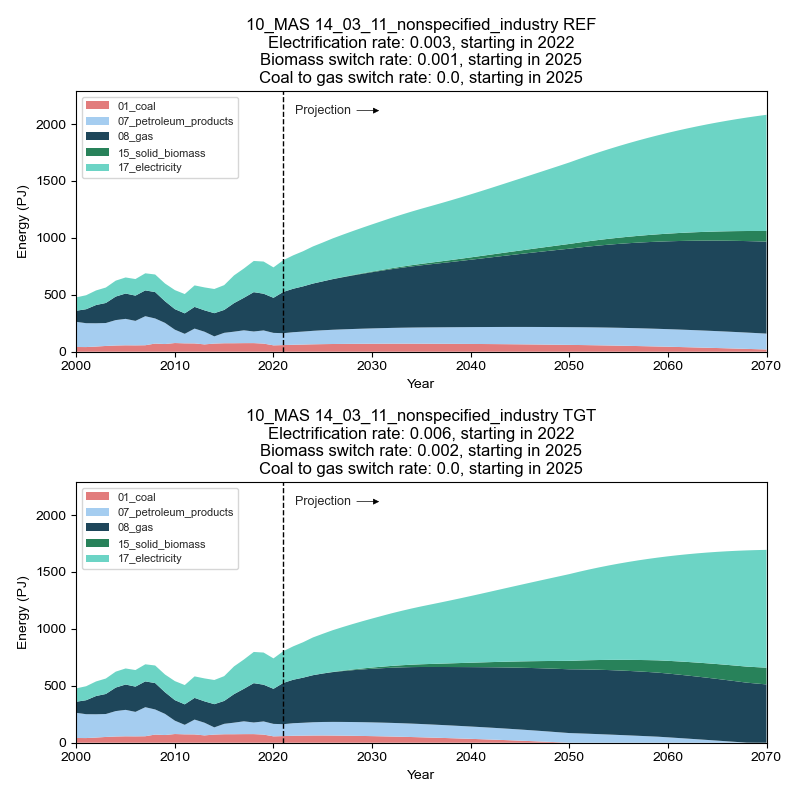 10_MAS 14_03_11_nonspecified_industry REF
Electrification rate: 0.003, starting in 2022
Biomass switch rate: 0.001, starting in 2025
Coal to gas switch rate: 0.0, starting in 2025
01_coal
07_petroleum_products
08_gas
15_solid_biomass
17_electricity
Projection
2000
1500
1000
500
0
Energy (PJ)
2000 2010 2020 2030 2040 2050 2060 2070
Year
10_MAS 14_03_11_nonspecified_industry TGT
Electrification rate: 0.006, starting in 2022
Biomass switch rate: 0.002, starting in 2025
Coal to gas switch rate: 0.0, starting in 2025
01_coal
07_petroleum_products
08_gas
15_solid_biomass
17_electricity
Projection
2000
1500
1000
500
0
Energy (PJ)
2000 2010 2020 2030 2040 2050 2060 2070
Year